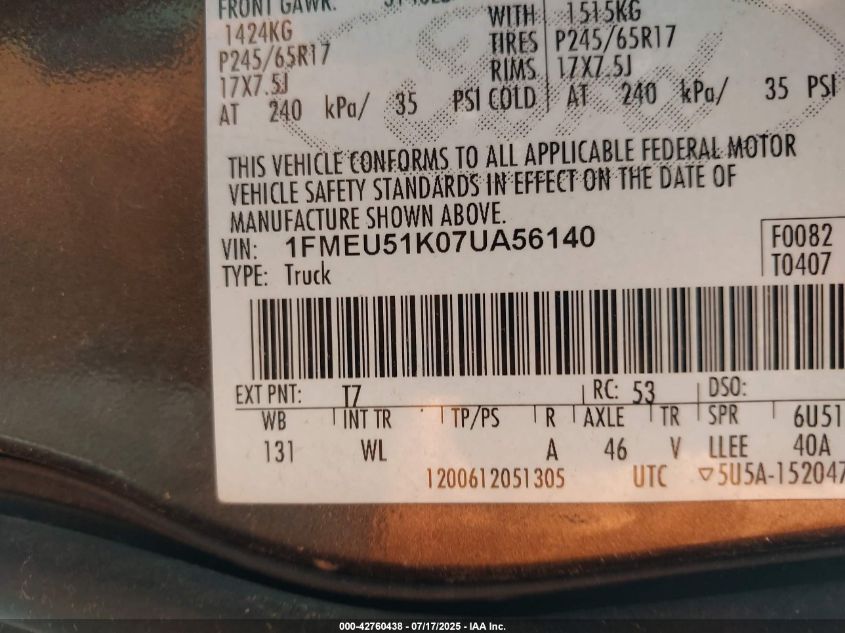 FRONT GAWR:
WITH 1515KG
1424KG TIRES P245/65R17
P245/65R17 RIMS 17X7.5J
17X7.5J
AT 240 kPa/ 35 PSI COLD AT 240 kPa/ 35 PSI
THIS VEHICLE CONFORMS TO ALL APPLICABLE FEDERAL MOTOR
VEHICLE SAFETY STANDARDS IN EFFECT ON THE DATE OF
MANUFACTURE SHOWN ABOVE.
VIN: 1FMEU51K07UA56140 F0082
TYPE: Truck T0407
EXT PNT: T7 RC: 53 DSO:
WB INT TR TP/PS R AXLE TR SPR 6U51
131 WL A 46 V LLEE 40A
1200612051305 UTC ▽5U5A-152047
000-42760438 - 07/17/2025 - IAA Inc.